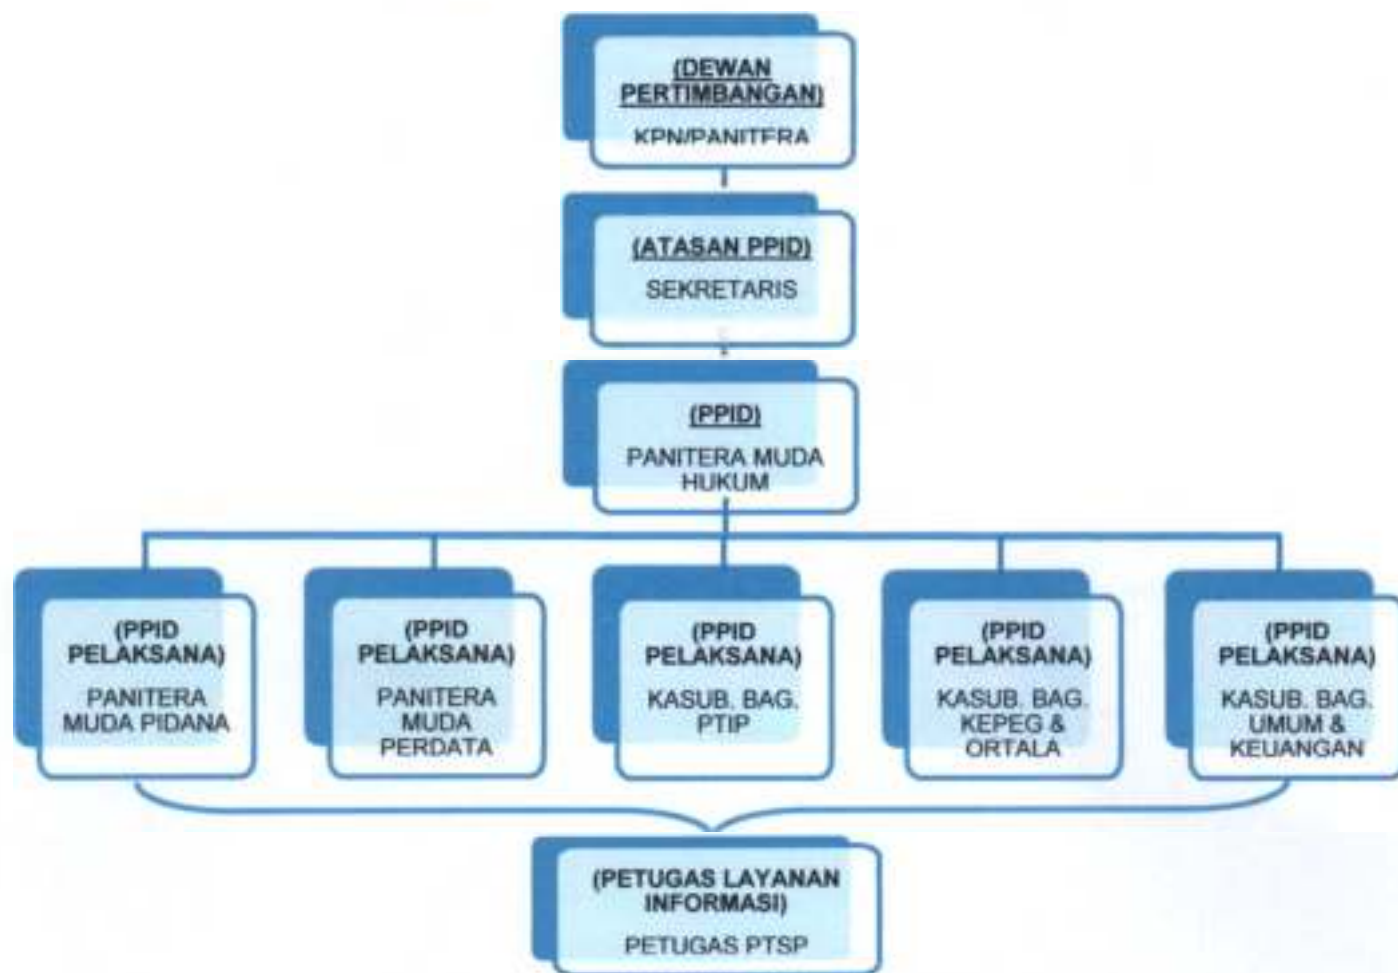 (DEWAN
PERTIMBANGAN)
KPN/PANITERA
(ATASAN PPID)
SEKRETARIS
(PPID)
PANITERA MUDA
HUKUM
(PPID
PELAKSANA)
PANITERA
MUDA PIDANA
(PPID
PELAKSANA)
PANITERA
MUDA
PERDATA
(PPID
PELAKSANA)
KASUB. BAG.
PTIP
(PPID
PELAKSANA)
KASUB. BAG.
KEPEG &
ORTALA
(PPID
PELAKSANA)
KASUB. BAG.
UMUM &
KEUANGAN
(PETUGAS LAYANAN
INFORMASI)
PETUGAS PTSP